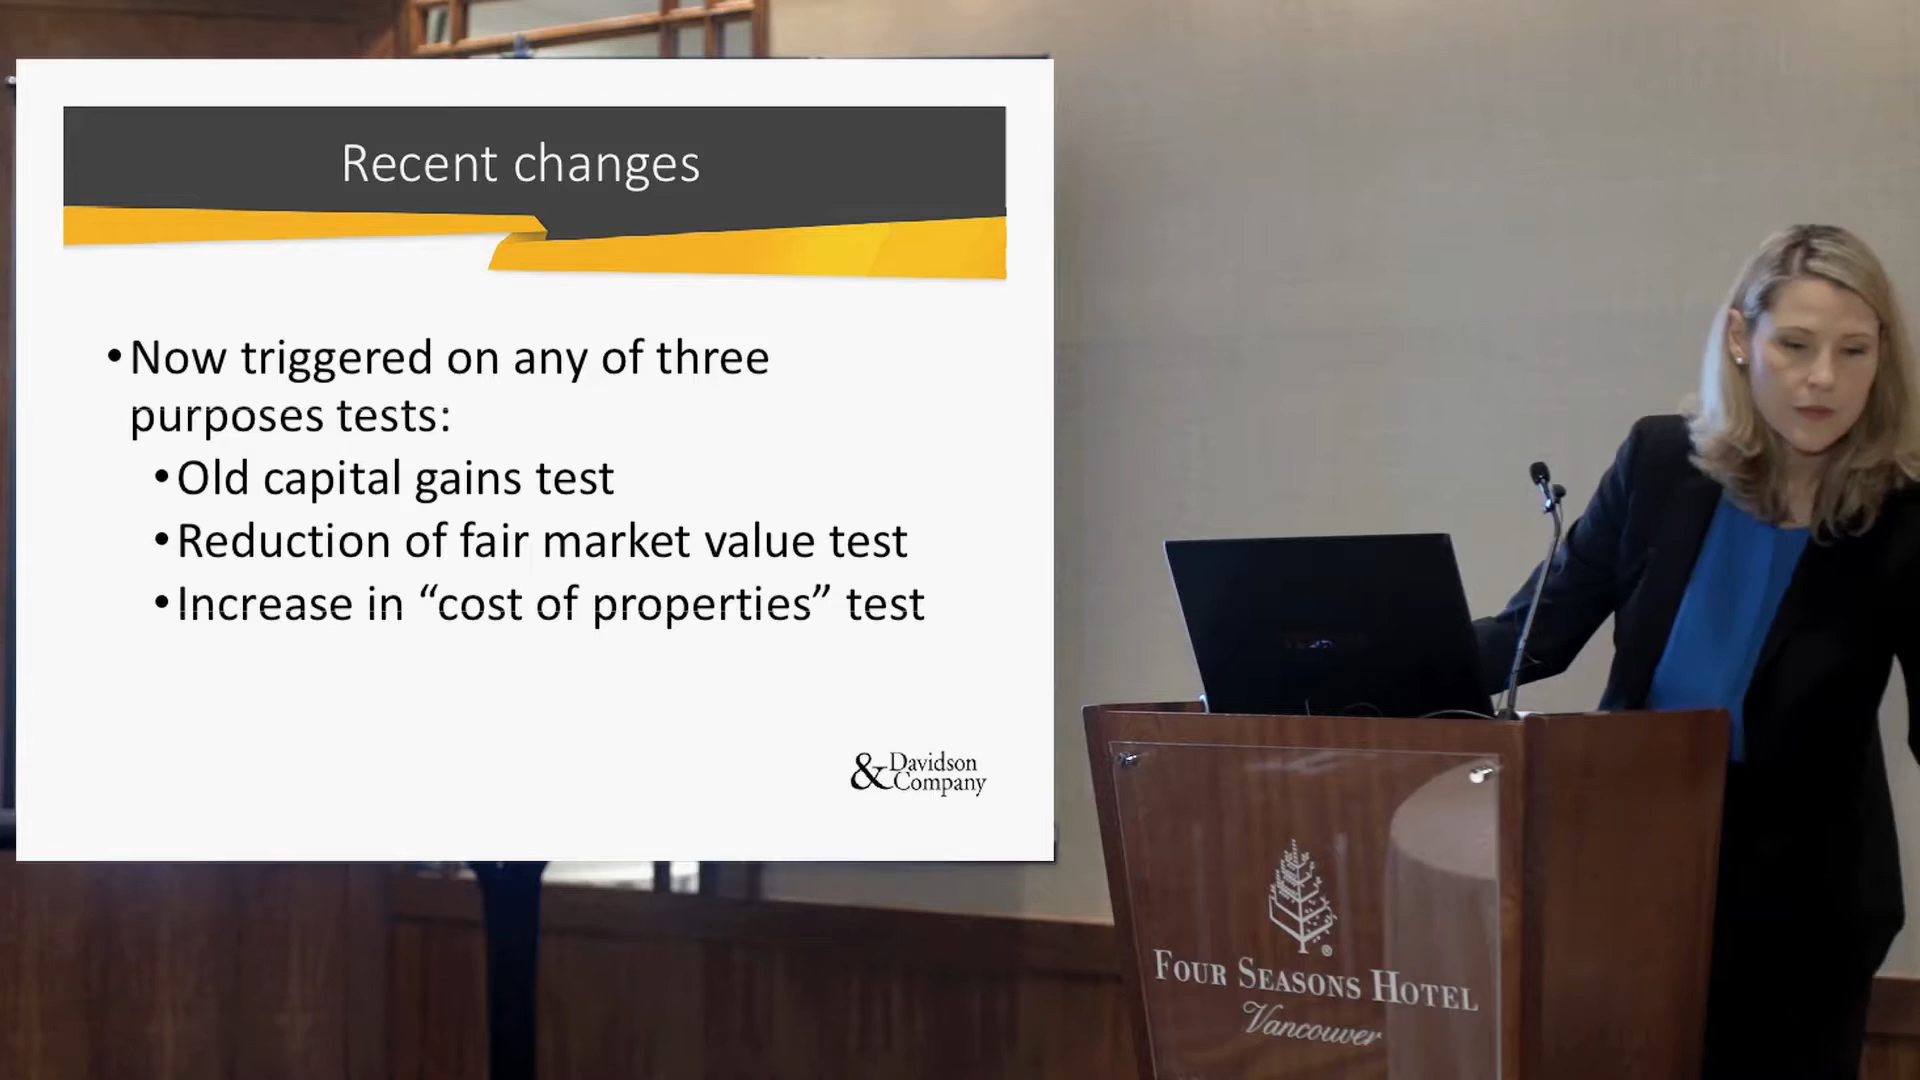 Recent changes
•Now triggered on any of three
purposes tests:
•Old capital gains test
•Reduction of fair market value test
•Increase in “cost of properties” test
&Davidson
Company
FOUR SEASONS HOTEL
Vancouver